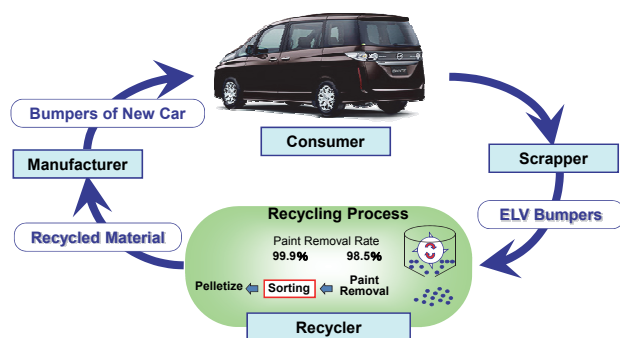 Bumpers of New Car
Consumer
Manufacturer
Scrapper
ELV Bumpers
Recycled Material
Recycling Process
Paint Removal Rate
99.9% 98.5%
Pelletize Sorting Paint
Removal
Recycler